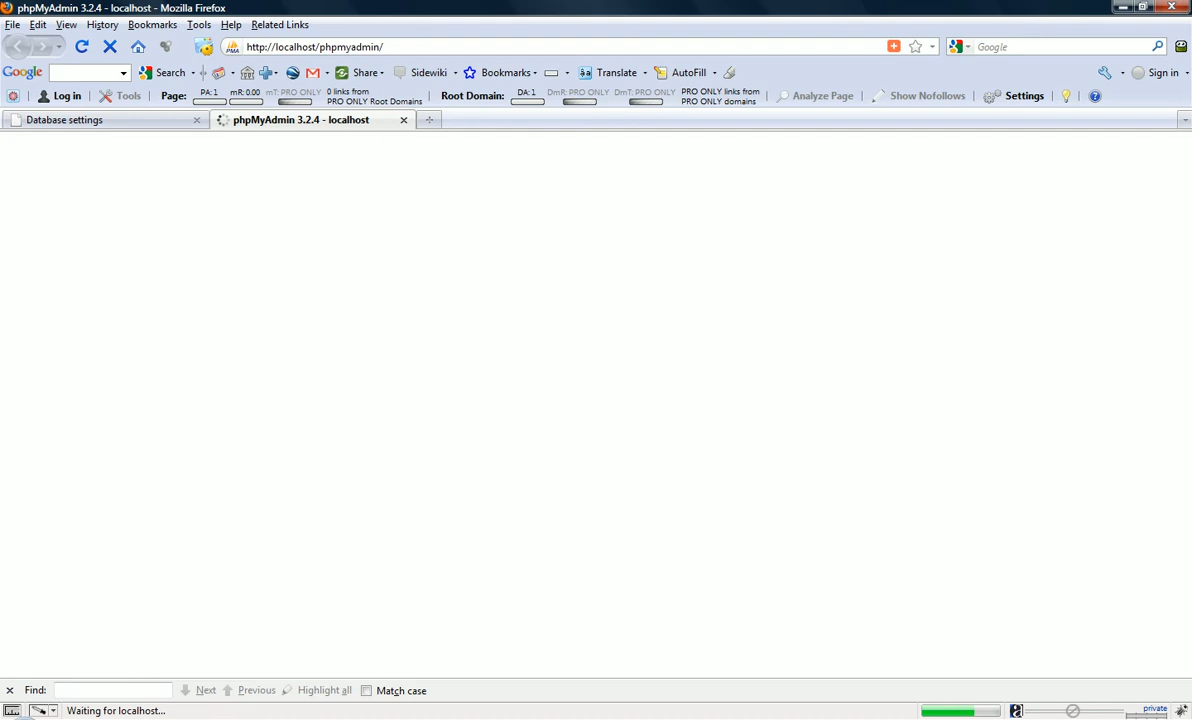 phpMyAdmin 3.2.4 - localhost - Mozilla Firefox
File Edit View History Bookmarks Tools Help Related Links
PMA http://localhost/phpmyadmin/ Google
Google Search Share Sidewiki Bookmarks Translate AutoFill Sign in
Log in Tools Page: PA: 1 mR: 0.00 mT: PRO ONLY 0 links from PRO ONLY Root Domains Root Domain: DA: 1 DmR: PRO ONLY DmT: PRO ONLY PRO ONLY links from PRO ONLY domains Analyze Page Show Nofollows Settings
Database settings phpMyAdmin 3.2.4 - localhost
Find: Next Previous Highlight all Match case
Waiting for localhost... a private